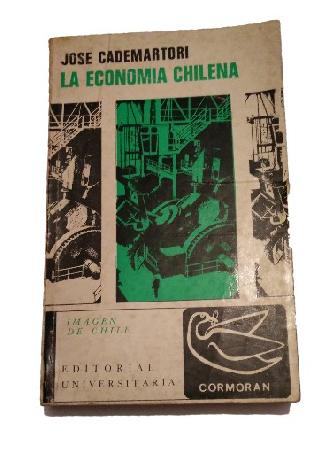 JOSE CADEMARTORI
LA ECONOMIA CHILENA
IMAGEN
DE CHILE
EDITORIAL
UNIVERSITARIA
CORMORAN